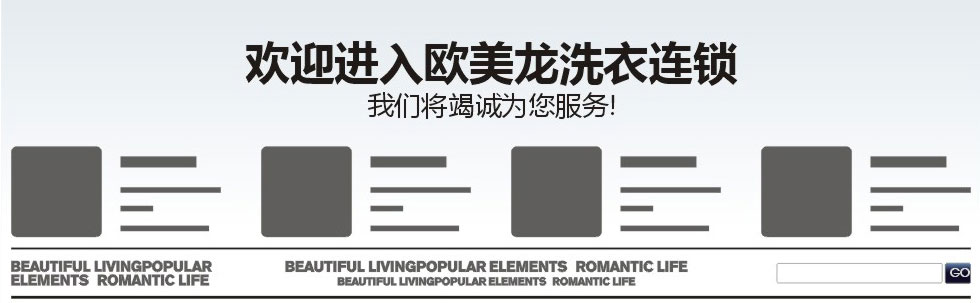 欢迎进入欧美龙洗衣连锁
我们将竭诚为您服务!
BEAUTIFUL LIVINGPOPULAR
ELEMENTS ROMANTIC LIFE
BEAUTIFUL LIVINGPOPULAR ELEMENTS ROMANTIC LIFE
BEAUTIFUL LIVINGPOPULAR ELEMENTS ROMANTIC LIFE
GO